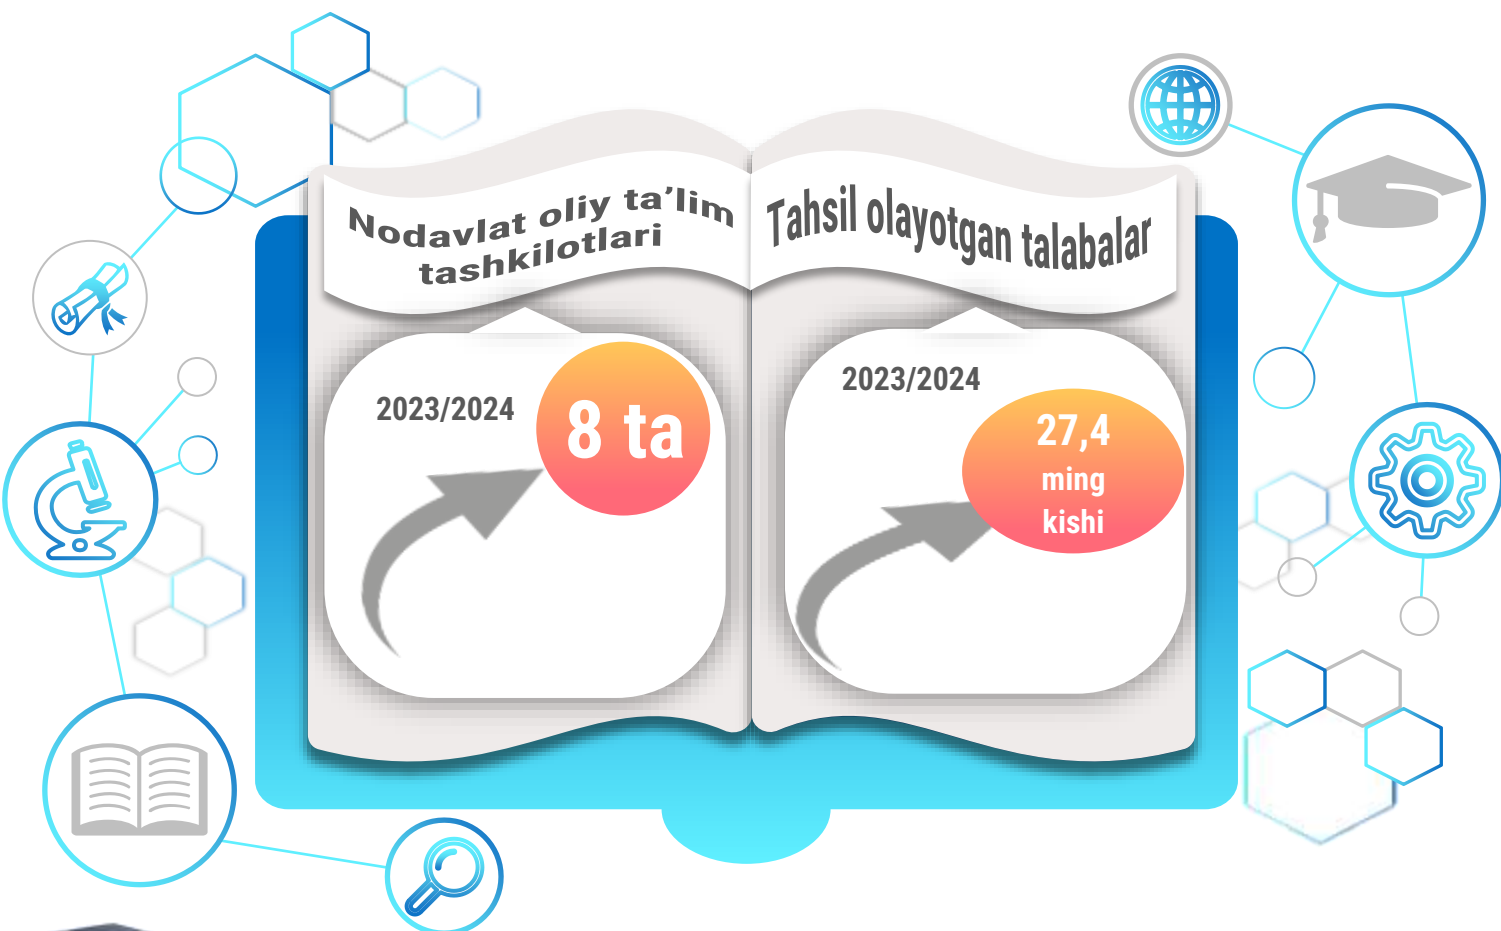 Nodavlat oliy ta’lim
tashkilotlari
2023/2024
8 ta
Tahsil olayotgan talabalar
2023/2024
27,4
ming
kishi